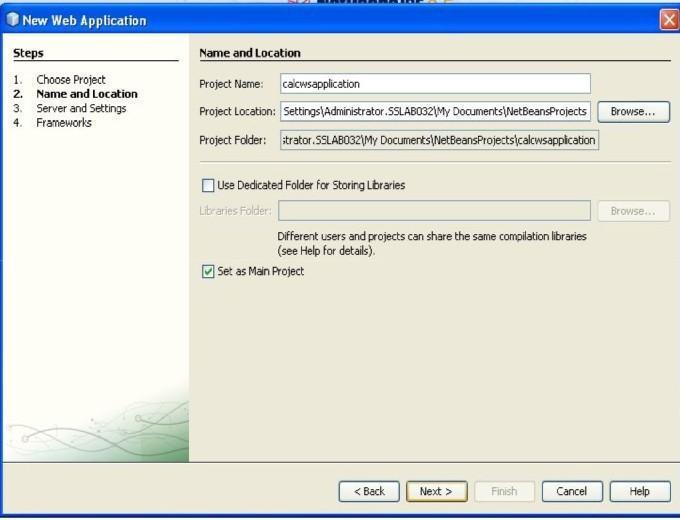 New Web Application
Steps
1. Choose Project
2. Name and Location
3. Server and Settings
4. Frameworks
Name and Location
Project Name: calcwsapplication
Project Location: Settings\Administrator.SSLAB032\My Documents\NetBeansProjects Browse...
Project Folder: strator.SSLAB032\My Documents\NetBeansProjects\calcwsapplication
Use Dedicated Folder for Storing Libraries
Libraries Folder: Browse...
Different users and projects can share the same compilation libraries
(see Help for details).
Set as Main Project
< Back Next > Finish Cancel Help